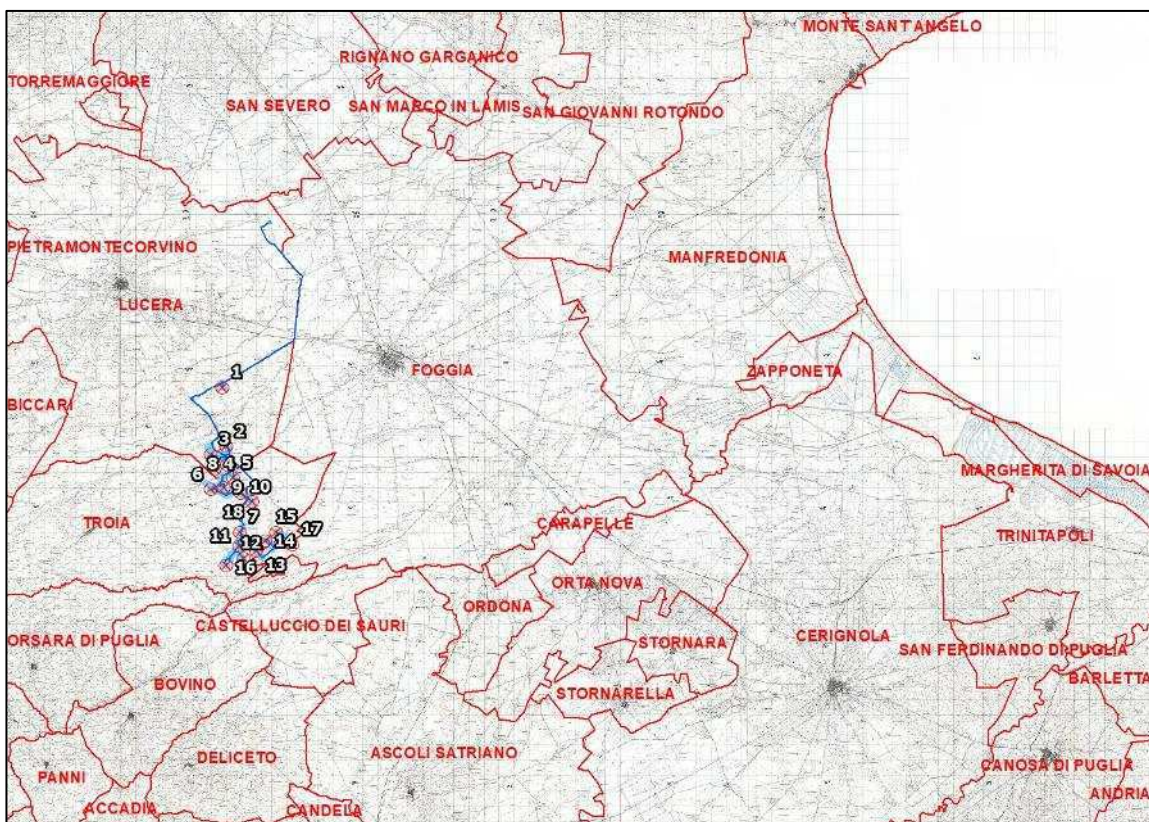 MONTE SANT'ANGELO
RIGNANO GARGANICO
TORREMAGGIORE
SAN SEVERO
SAN MARCO IN LAMIS
SAN GIOVANNI ROTONDO
PIETRAMONTECORVINO
MANFREDONIA
LUCERA
FOGGIA
ZAPPONETA
1
BICCARI
2
3
8
4
5
6
9
10
MARGHERITA DI SAVOIA
TROIA
18
7
15
17
CARAPELLE
TRINITAPOLI
11
12
14
16
13
ORTA NOVA
ORDONA
CASTELLUCCIO DEI SAURI
ORSARA DI PUGLIA
STORNARA
CERIGNOLA
SAN FERDINANDO DI PUGLIA
BARLETTA
BOVINO
STORNARELLA
DELICETO
ASCOLI SATRIANO
PANNI
CANOSA DI PUGLIA
ACCADIA
CANDELA
ANDRIA